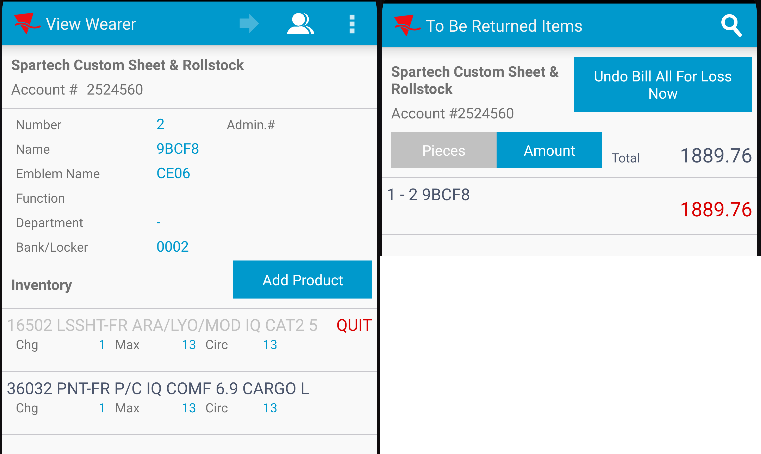 View Wearer
Spartech Custom Sheet & Rollstock
Account # 2524560
Number 2 Admin.#
Name 9BCF8
Emblem Name CE06
Function
Department -
Bank/Locker 0002
Inventory Add Product
16502 LSSHT-FR ARA/LYO/MOD IQ CAT2 5 QUIT
Chg 1 Max 13 Circ 13
36032 PNT-FR P/C IQ COMF 6.9 CARGO L
Chg 1 Max 13 Circ 13
To Be Returned Items
Spartech Custom Sheet &
Rollstock
Account #2524560
Undo Bill All For Loss
Now
Pieces Amount Total 1889.76
1 - 2 9BCF8
1889.76